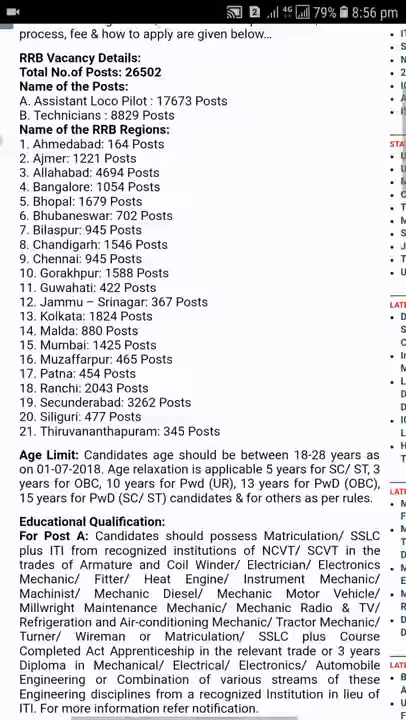 2
4G
79%
8:56 pm
process, fee & how to apply are given below...
RRB Vacancy Details:
Total No.of Posts: 26502
Name of the Posts:
A. Assistant Loco Pilot : 17673 Posts
B. Technicians : 8829 Posts
Name of the RRB Regions:
1. Ahmedabad: 164 Posts
2. Ajmer: 1221 Posts
3. Allahabad: 4694 Posts
4. Bangalore: 1054 Posts
5. Bhopal: 1679 Posts
6. Bhubaneswar: 702 Posts
7. Bilaspur: 945 Posts
8. Chandigarh: 1546 Posts
9. Chennai: 945 Posts
10. Gorakhpur: 1588 Posts
11. Guwahati: 422 Posts
12. Jammu – Srinagar: 367 Posts
13. Kolkata: 1824 Posts
14. Malda: 880 Posts
15. Mumbai: 1425 Posts
16. Muzaffarpur: 465 Posts
17. Patna: 454 Posts
18. Ranchi: 2043 Posts
19. Secunderabad: 3262 Posts
20. Siliguri: 477 Posts
21. Thiruvananthapuram: 345 Posts
Age Limit: Candidates age should be between 18-28 years as
on 01-07-2018. Age relaxation is applicable 5 years for SC/ ST, 3
years for OBC, 10 years for Pwd (UR), 13 years for PwD (OBC),
15 years for PwD (SC/ ST) candidates & for others as per rules.
Educational Qualification:
For Post A: Candidates should possess Matriculation/ SSLC
plus ITI from recognized institutions of NCVT/ SCVT in the
trades of Armature and Coil Winder/ Electrician/ Electronics
Mechanic/ Fitter/ Heat Engine/ Instrument Mechanic/
Machinist/ Mechanic Diesel/ Mechanic Motor Vehicle/
Millwright Maintenance Mechanic/ Mechanic Radio & TV/
Refrigeration and Air-conditioning Mechanic/ Tractor Mechanic/
Turner/ Wireman or Matriculation/ SSLC plus Course
Completed Act Apprenticeship in the relevant trade or 3 years
Diploma in Mechanical/ Electrical/ Electronics/ Automobile
Engineering or Combination of various streams of these
Engineering disciplines from a recognized Institution in lieu of
ITI. For more information refer notification.